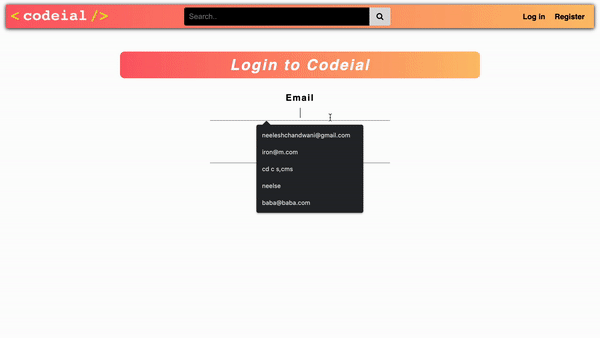 < codeial />
Search..
Log in
Register
Login to Codeial
Email
neeleshchandwani@gmail.com
iron@m.com
cd c s,cms
neelse
baba@baba.com